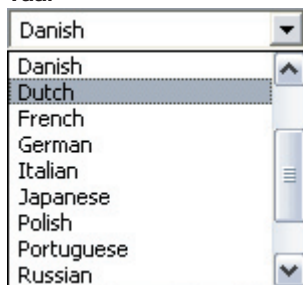 Danish
Danish
Dutch
French
German
Italian
Japanese
Polish
Portuguese
Russian